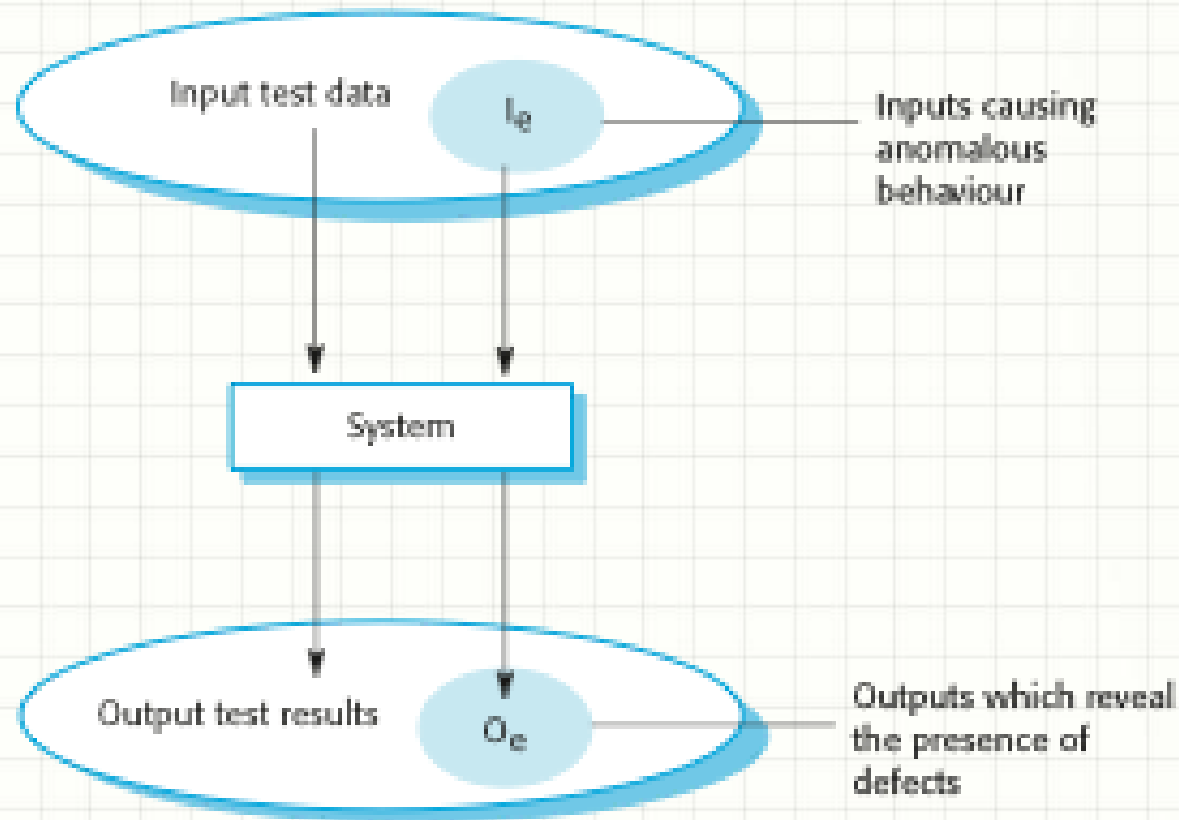 Input test data
Iₑ
Inputs causing
anomalous
behaviour
System
Output test results
Oₑ
Outputs which reveal
the presence of
defects